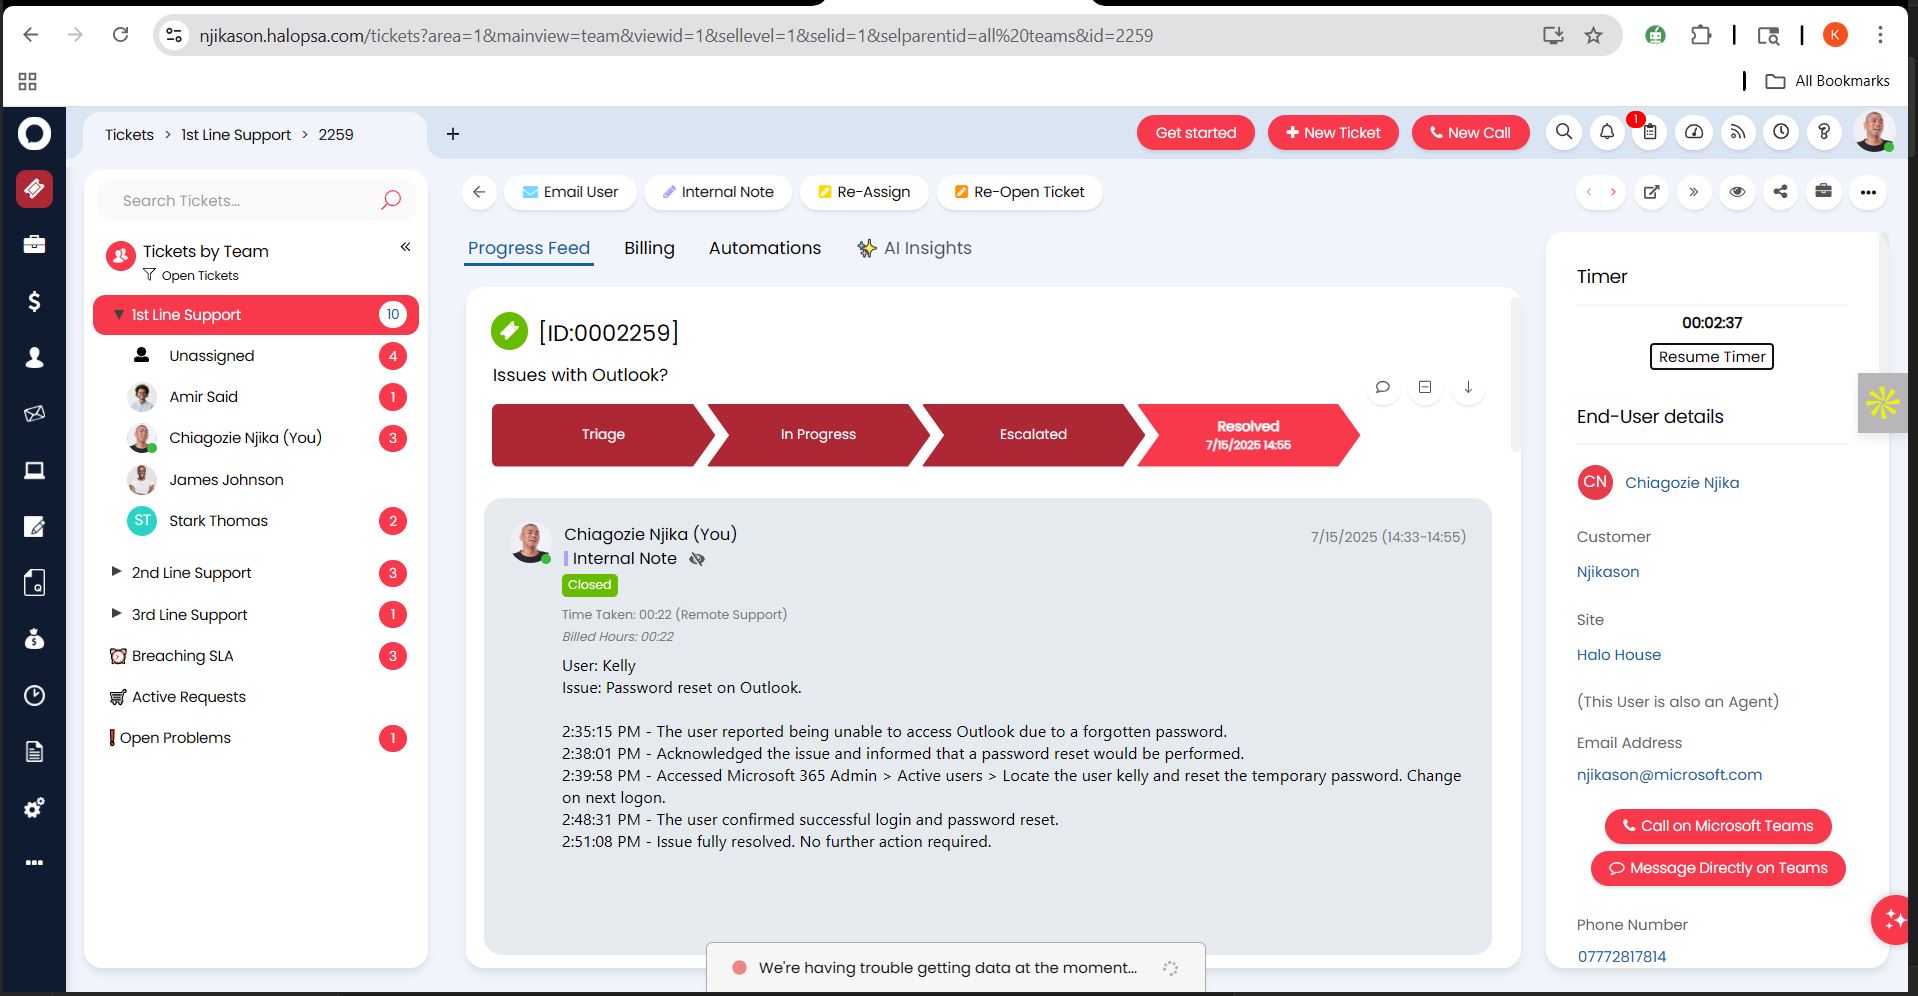 njikason.halopsa.com/tickets?area=1&mainview=team&viewid=1&sellevel=1&selid=1&selparentid=all%20teams&id=2259
K
All Bookmarks
Tickets > 1st Line Support > 2259
+
Get started
+ New Ticket
New Call
1
Search Tickets...
Tickets by Team
Open Tickets
1st Line Support 10
Unassigned 4
Amir Said 1
Chiagozie Njika (You) 3
James Johnson
ST Stark Thomas 2
2nd Line Support 3
3rd Line Support 1
Breaching SLA 3
Active Requests
Open Problems 1
Email User
Internal Note
Re-Assign
Re-Open Ticket
Progress Feed
Billing
Automations
AI Insights
[ID:0002259]
Issues with Outlook?
Triage
In Progress
Escalated
Resolved
7/15/2025 14:55
Chiagozie Njika (You)
7/15/2025 (14:33-14:55)
Internal Note
Closed
Time Taken: 00:22 (Remote Support)
Billed Hours: 00:22
User: Kelly
Issue: Password reset on Outlook.
2:35:15 PM - The user reported being unable to access Outlook due to a forgotten password.
2:38:01 PM - Acknowledged the issue and informed that a password reset would be performed.
2:39:58 PM - Accessed Microsoft 365 Admin > Active users > Locate the user kelly and reset the temporary password. Change
on next logon.
2:48:31 PM - The user confirmed successful login and password reset.
2:51:08 PM - Issue fully resolved. No further action required.
We're having trouble getting data at the moment...
Timer
00:02:37
Resume Timer
End-User details
CN Chiagozie Njika
Customer
Njikason
Site
Halo House
(This User is also an Agent)
Email Address
njikason@microsoft.com
Call on Microsoft Teams
Message Directly on Teams
Phone Number
07772817814